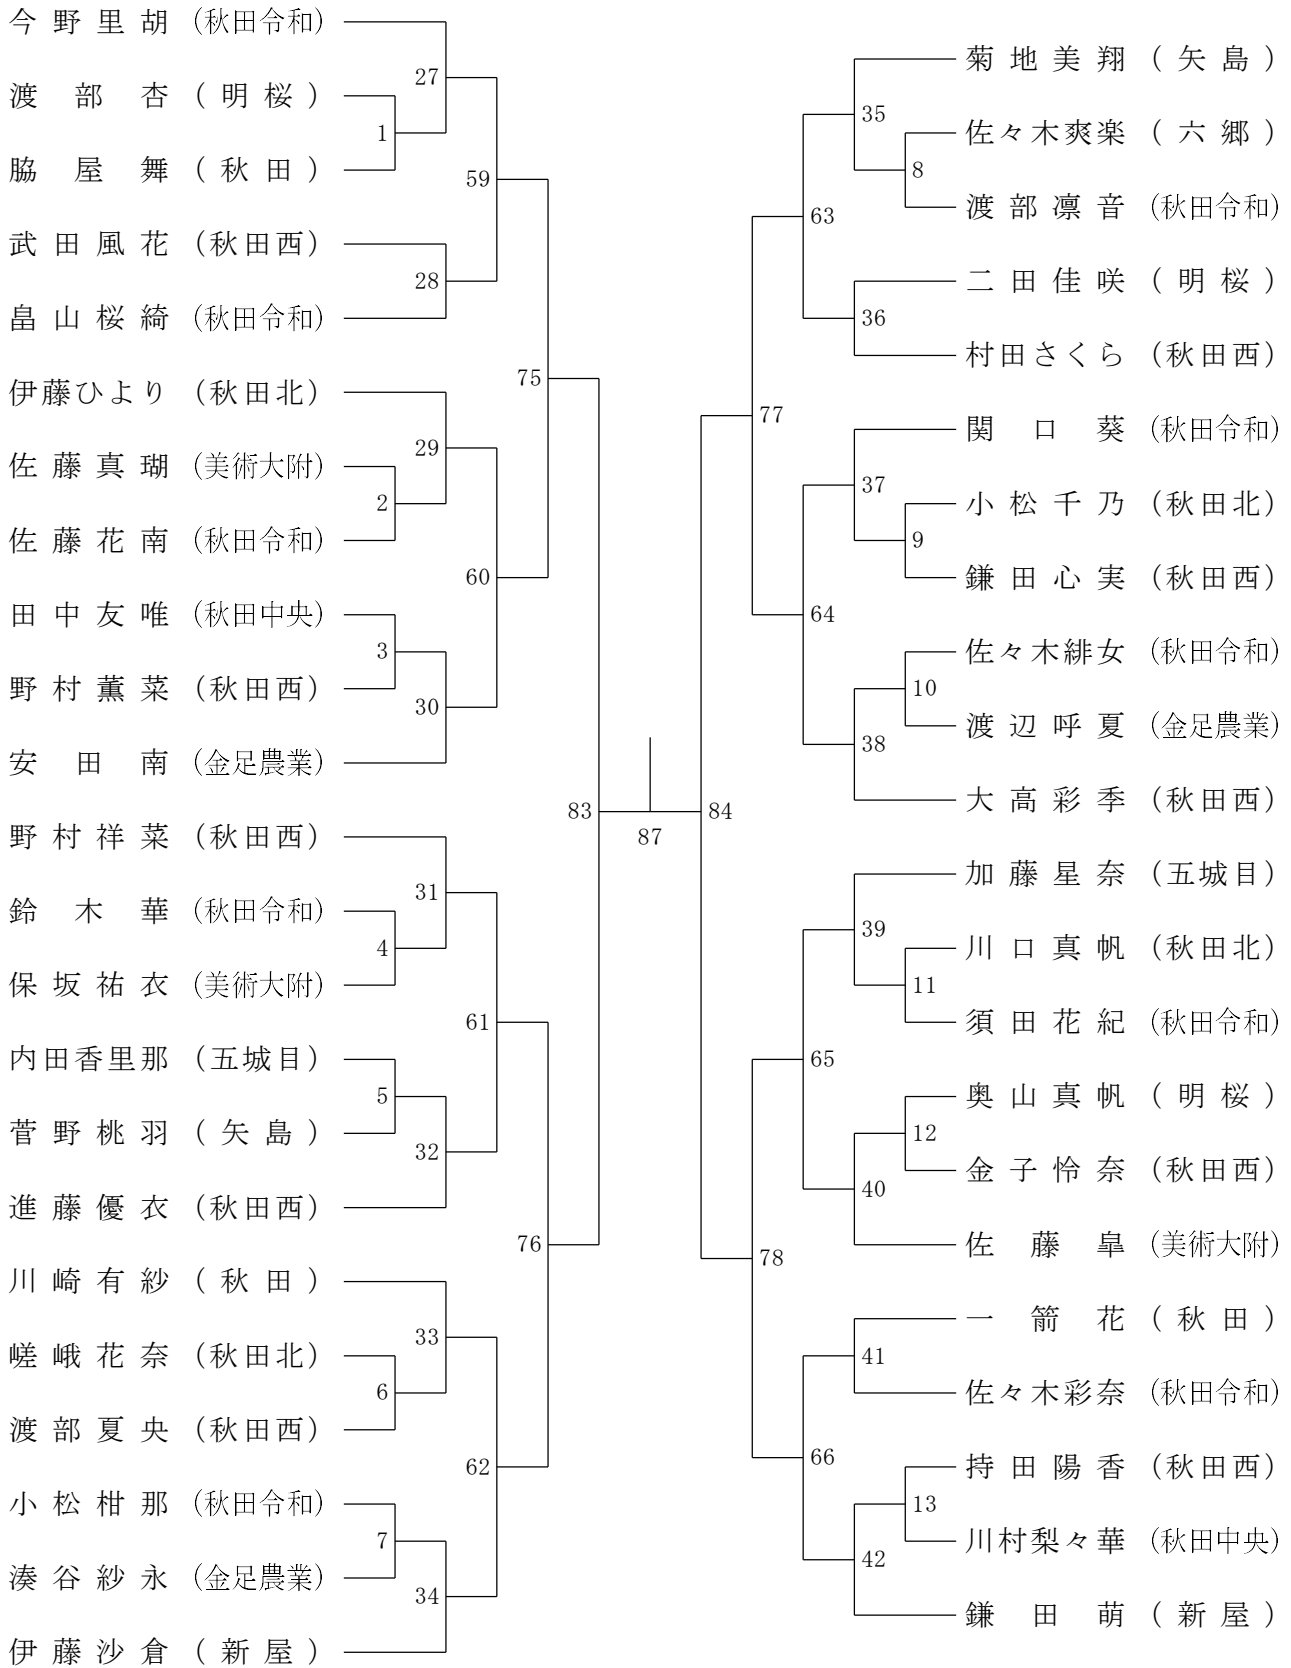 今野里胡 (秋田令和)
渡部杏 (明桜)
脇屋舞 (秋田)
武田風花 (秋田西)
畠山桜綺 (秋田令和)
伊藤ひより (秋田北)
佐藤真瑚 (美術大附)
佐藤花南 (秋田令和)
田中友唯 (秋田中央)
野村薫菜 (秋田西)
安田南 (金足農業)
野村祥菜 (秋田西)
鈴木華 (秋田令和)
保坂祐衣 (美術大附)
内田香里那 (五城目)
菅野桃羽 (矢島)
進藤優衣 (秋田西)
川崎有紗 (秋田)
嵯峨花奈 (秋田北)
渡部夏央 (秋田西)
小松柑那 (秋田令和)
湊谷紗永 (金足農業)
伊藤沙倉 (新屋)
27
1
59
28
75
29
2
60
3
30
83
31
4
61
5
32
76
33
6
62
7
34
87
84
35
8
63
36
77
37
9
64
10
38
39
11
65
12
40
78
41
66
13
42
菊地美翔 (矢島)
佐々木爽楽 (六郷)
渡部凛音 (秋田令和)
二田佳咲 (明桜)
村田さくら (秋田西)
関口葵 (秋田令和)
小松千乃 (秋田北)
鎌田心実 (秋田西)
佐々木緋女 (秋田令和)
渡辺呼夏 (金足農業)
大高彩季 (秋田西)
加藤星奈 (五城目)
川口真帆 (秋田北)
須田花紀 (秋田令和)
奥山真帆 (明桜)
金子怜奈 (秋田西)
佐藤皐 (美術大附)
一箭花 (秋田)
佐々木彩奈 (秋田令和)
持田陽香 (秋田西)
川村梨々華 (秋田中央)
鎌田萌 (新屋)